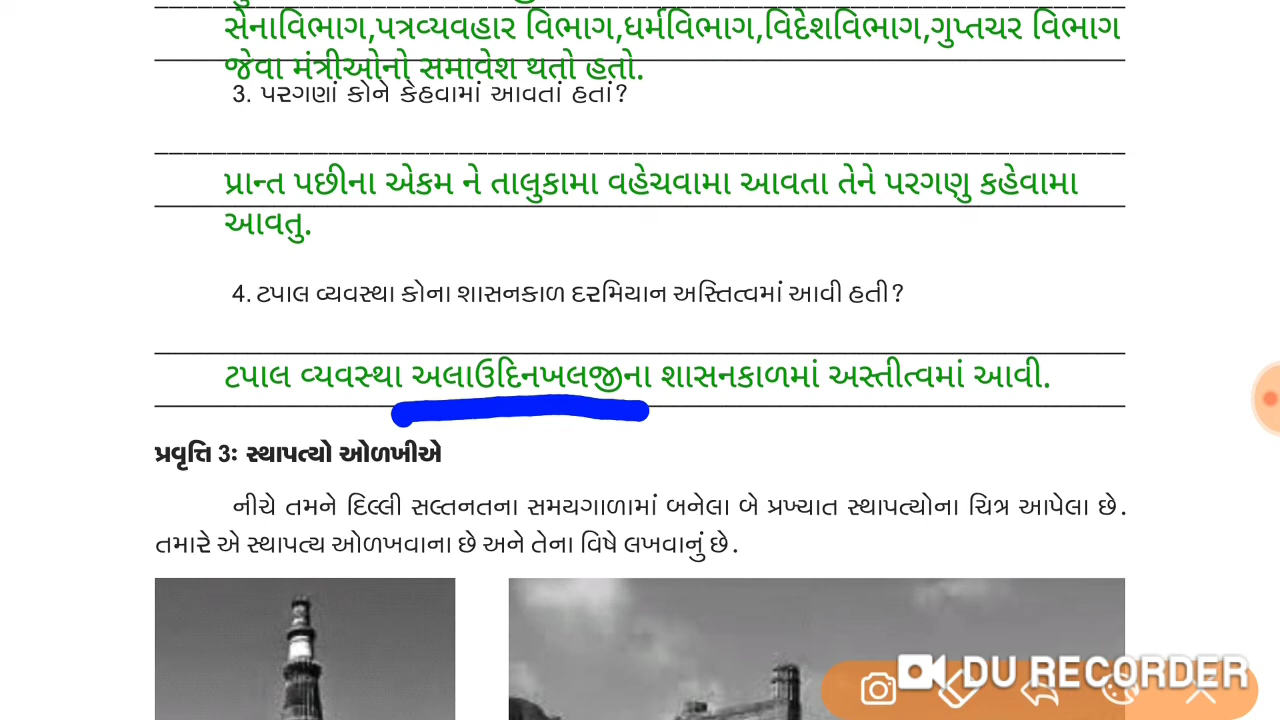 સેનાવિભાગ,પત્રવ્યવહાર વિભાગ,ધર્મવિભાગ,વિદેશવિભાગ,ગુપ્તચર વિભાગ
જેવા મંત્રીઓનો સમાવેશ થતો હતો.
3. પરગણાં કોને કેહવામાં આવતાં હતાં?
પ્રાન્ત પછીના એકમ ને તાલુકામા વહેચવામા આવતા તેને પરગણુ કહેવામા
આવતુ.
4. ટપાલ વ્યવસ્થા કોના શાસનકાળ દરમિયાન અસ્તિત્વમાં આવી હતી?
ટપાલ વ્યવસ્થા અલાઉદિનખલજીના શાસનકાળમાં અસ્તીત્વમાં આવી.
પ્રવૃત્તિ 3: સ્થાપત્યો ઓળખીએ
નીચે તમને દિલ્લી સલ્તનતના સમયગાળામાં બનેલા બે પ્રખ્યાત સ્થાપત્યોના ચિત્ર આપેલા છે.
તમારે એ સ્થાપત્ય ઓળખવાના છે અને તેના વિષે લખવાનું છે.
DU RECORDER